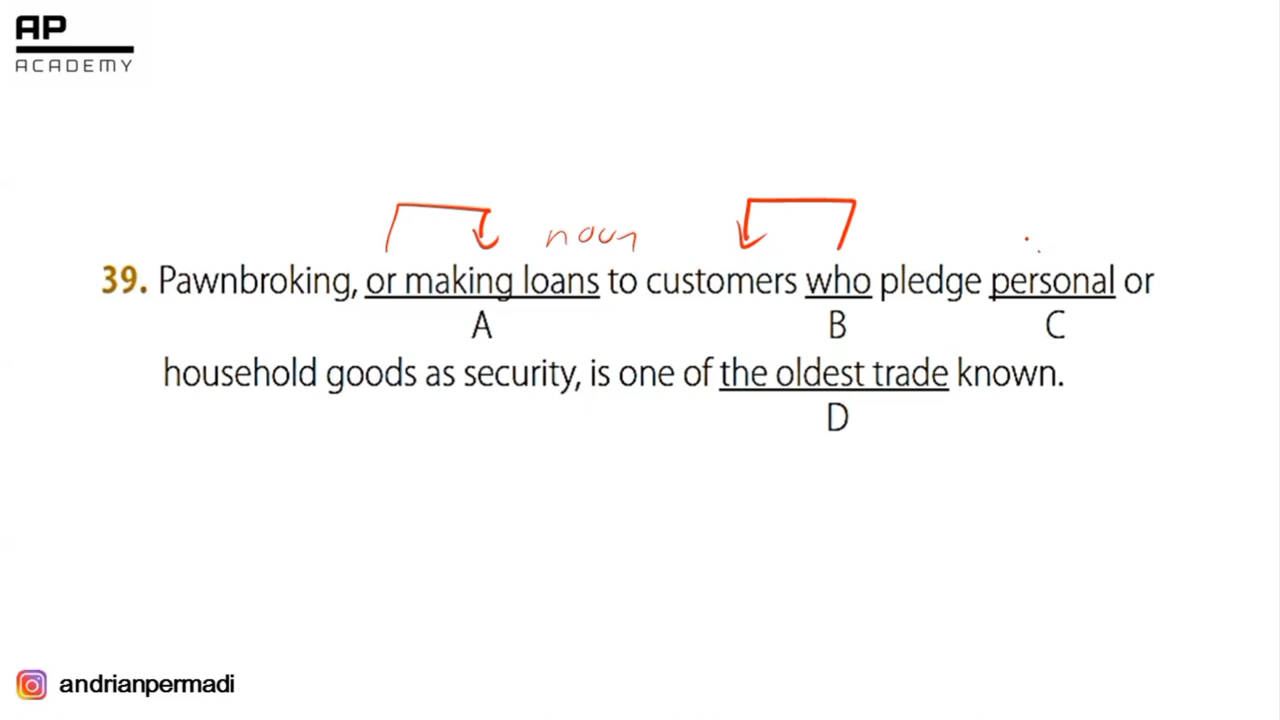 AP
ACADEMY
noun
39. Pawnbroking, or making loans to customers who pledge personal or
A B C
household goods as security, is one of the oldest trade known.
D
andrianpermadi